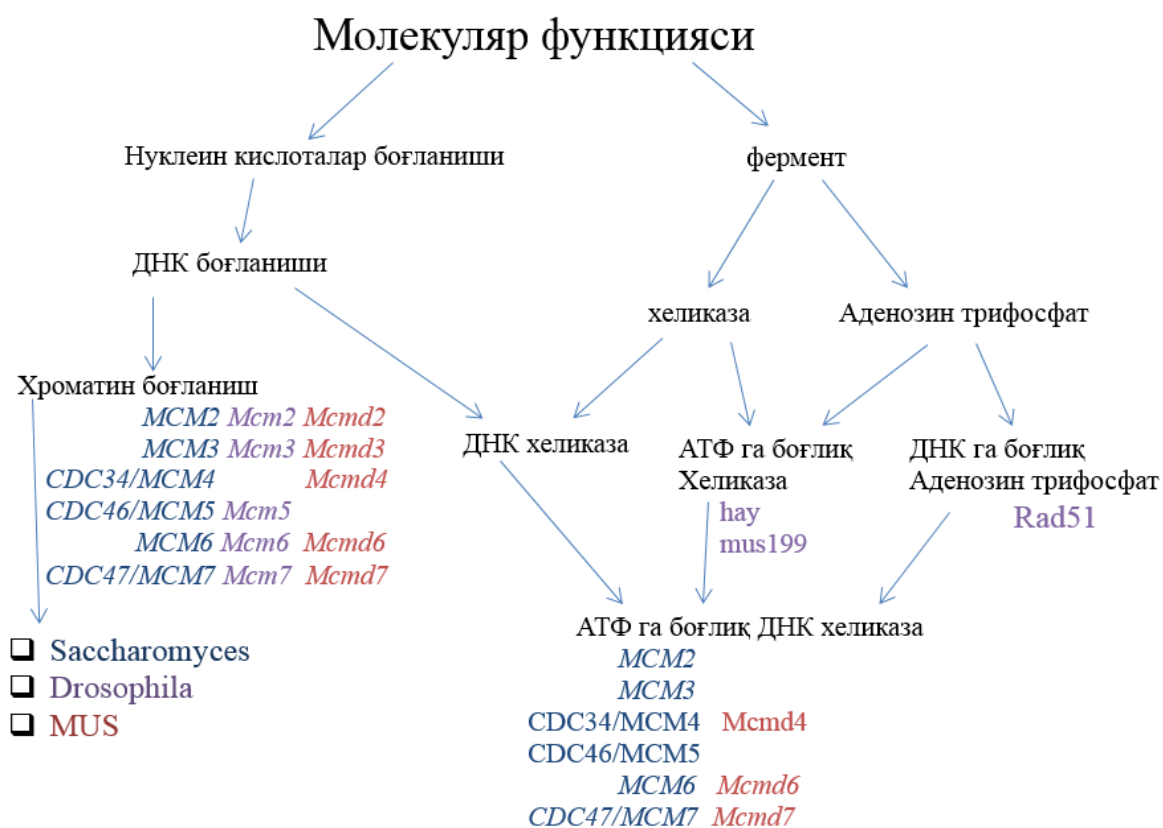 Молекуляр функцияси
Нуклеин кислоталар боғланиши
фермент
ДНК боғланиши
хеликаза
Аденозин трифосфат
Хроматин боғланиш
MCM2 Mcm2 Mcmd2
MCM3 Mcm3 Mcmd3
CDC34/MCM4 Mcmd4
CDC46/MCM5 Mcm5
MCM6 Mcm6 Mcmd6
CDC47/MCM7 Mcm7 Mcmd7
ДНК хеликаза
АТФ га боғлиқ
Хеликаза
hay
mus199
ДНК га боғлиқ
Аденозин трифосфат
Rad51
Saccharomyces
Drosophila
MUS
АТФ га боғлиқ ДНК хеликаза
MCM2
MCM3
CDC34/MCM4 Mcmd4
CDC46/MCM5
MCM6 Mcmd6
CDC47/MCM7 Mcmd7